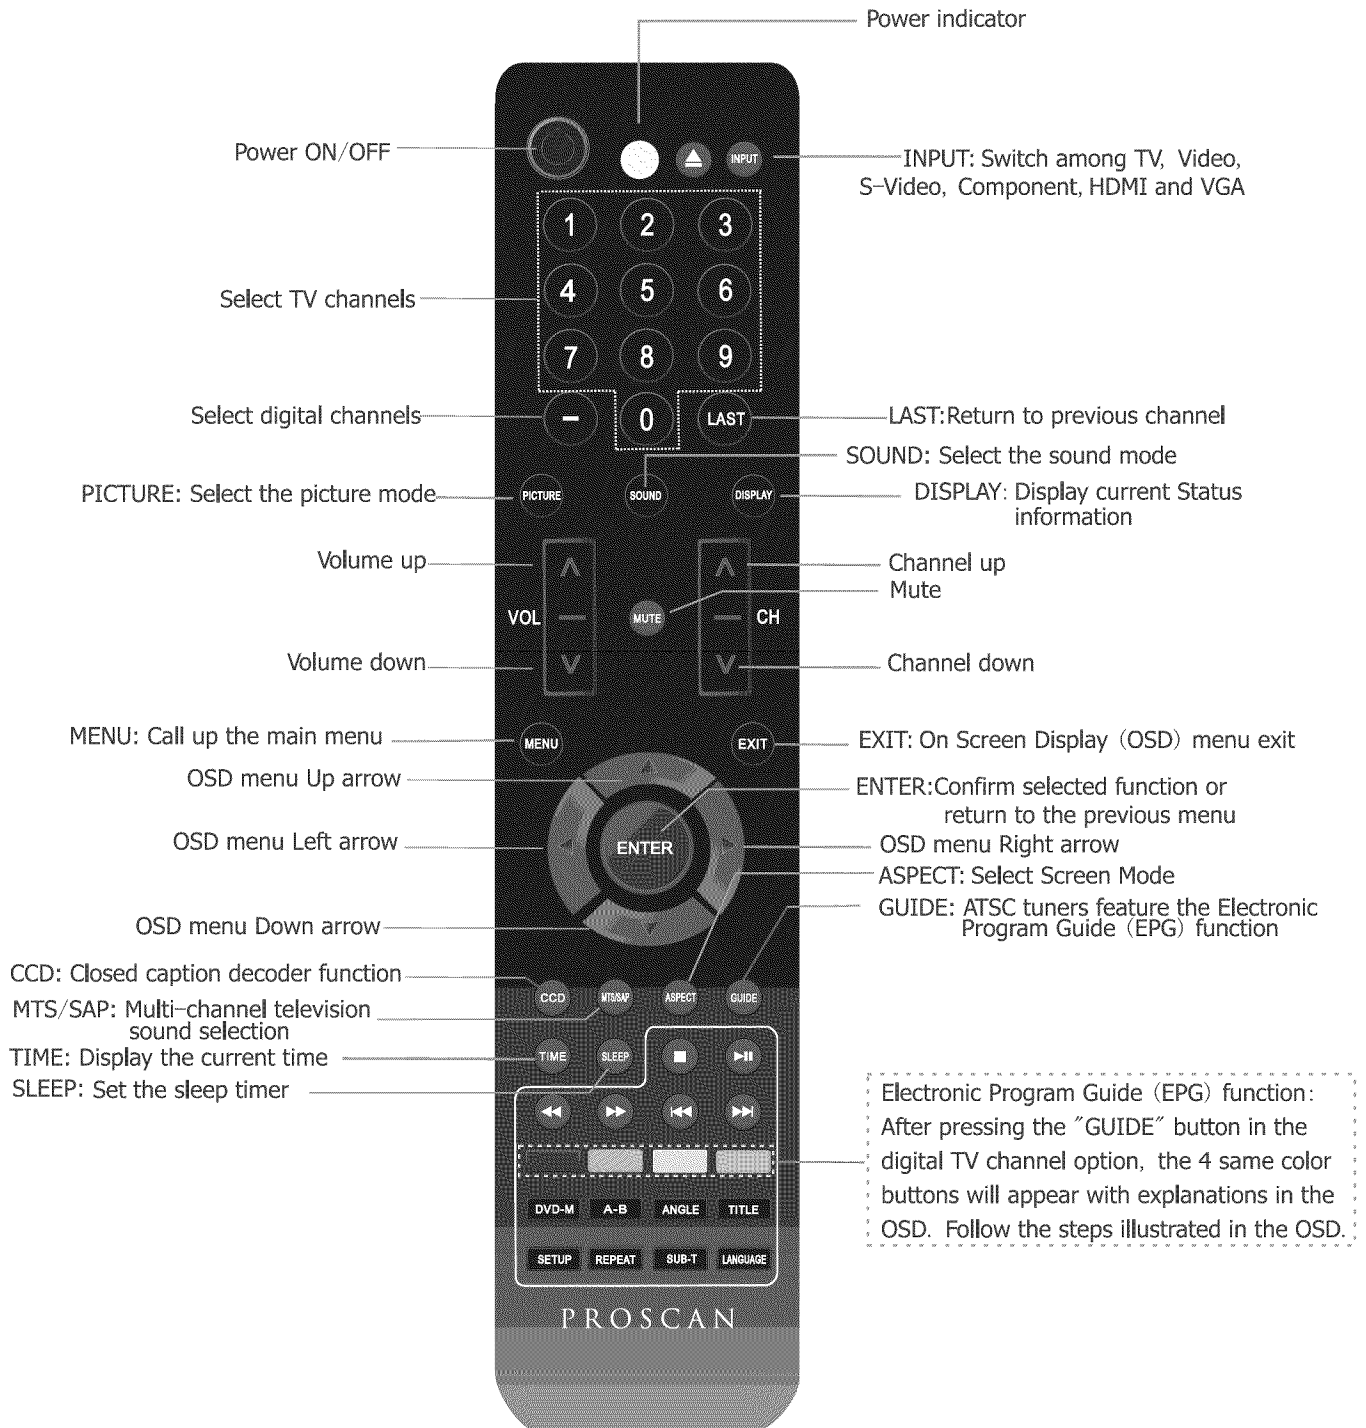 Power indicator
Power ON/OFF
INPUT
INPUT: Switch among TV, Video,
S-Video, Component, HDMI and VGA
1 2 3
Select TV channels
4 5 6
7 8 9
Select digital channels
- 0 LAST
LAST:Return to previous channel
SOUND: Select the sound mode
PICTURE: Select the picture mode
PICTURE SOUND DISPLAY
DISPLAY: Display current Status
information
Volume up
Channel up
Mute
VOL MUTE CH
Volume down
Channel down
MENU: Call up the main menu
MENU EXIT
EXIT: On Screen Display (OSD) menu exit
OSD menu Up arrow
ENTER:Confirm selected function or
return to the previous menu
OSD menu Left arrow
ENTER
OSD menu Right arrow
ASPECT: Select Screen Mode
GUIDE: ATSC tuners feature the Electronic
Program Guide (EPG) function
OSD menu Down arrow
CCD: Closed caption decoder function
CCD MTS/SAP ASPECT GUIDE
MTS/SAP: Multi-channel television
sound selection
TIME: Display the current time
TIME SLEEP
SLEEP: Set the sleep timer
Electronic Program Guide (EPG) function:
After pressing the "GUIDE" button in the
digital TV channel option, the 4 same color
buttons will appear with explanations in the
OSD. Follow the steps illustrated in the OSD.
DVD-M A-B ANGLE TITLE
SETUP REPEAT SUB-T LANGUAGE
PROSCAN